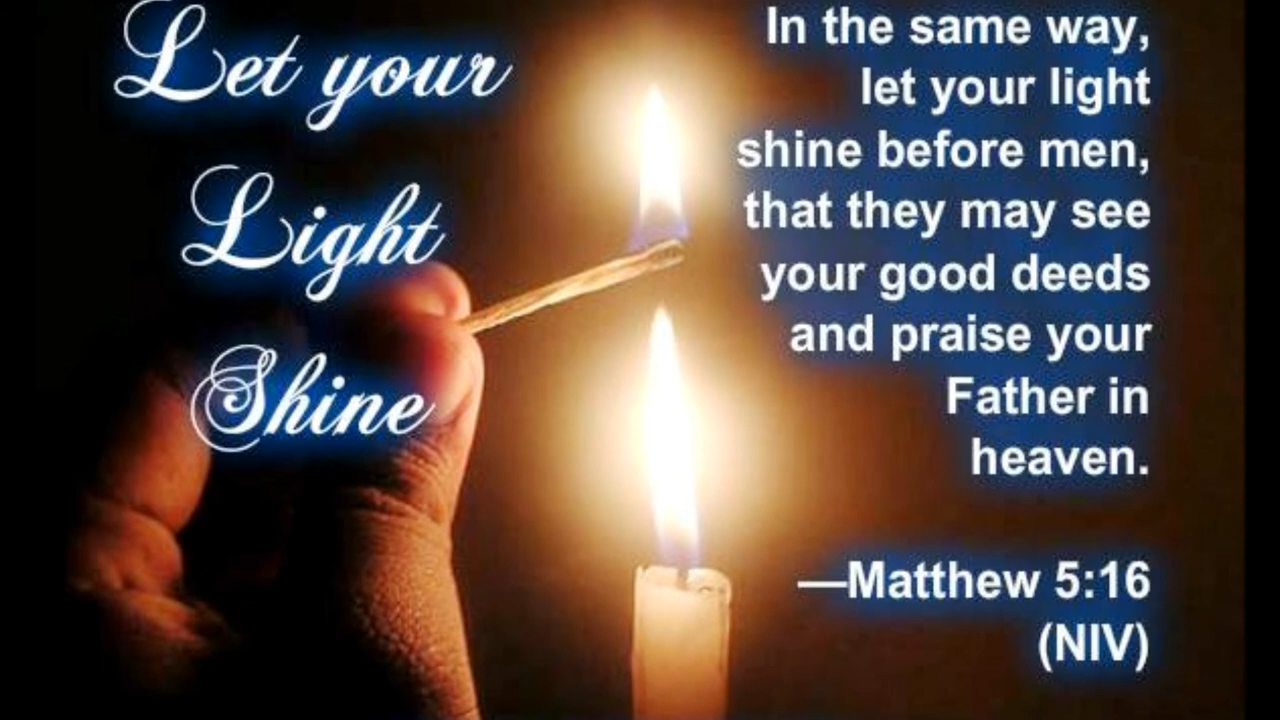 Let your
Light
Shine
In the same way,
let your light
shine before men,
that they may see
your good deeds
and praise your
Father in
heaven.
—Matthew 5:16
(NIV)